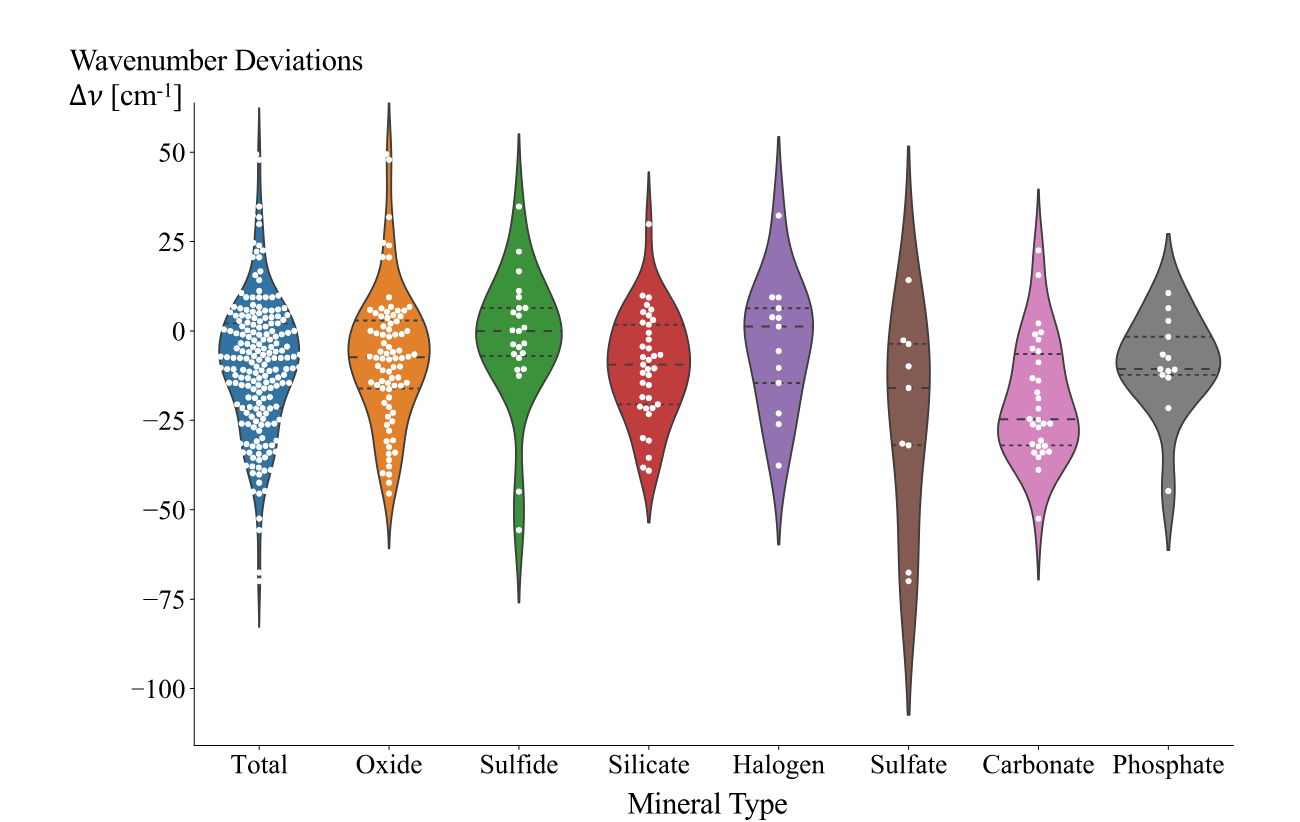 Wavenumber Deviations
Δν [cm⁻¹]
50
25
0
−25
−50
−75
−100
Total Oxide Sulfide Silicate Halogen Sulfate Carbonate Phosphate
Mineral Type